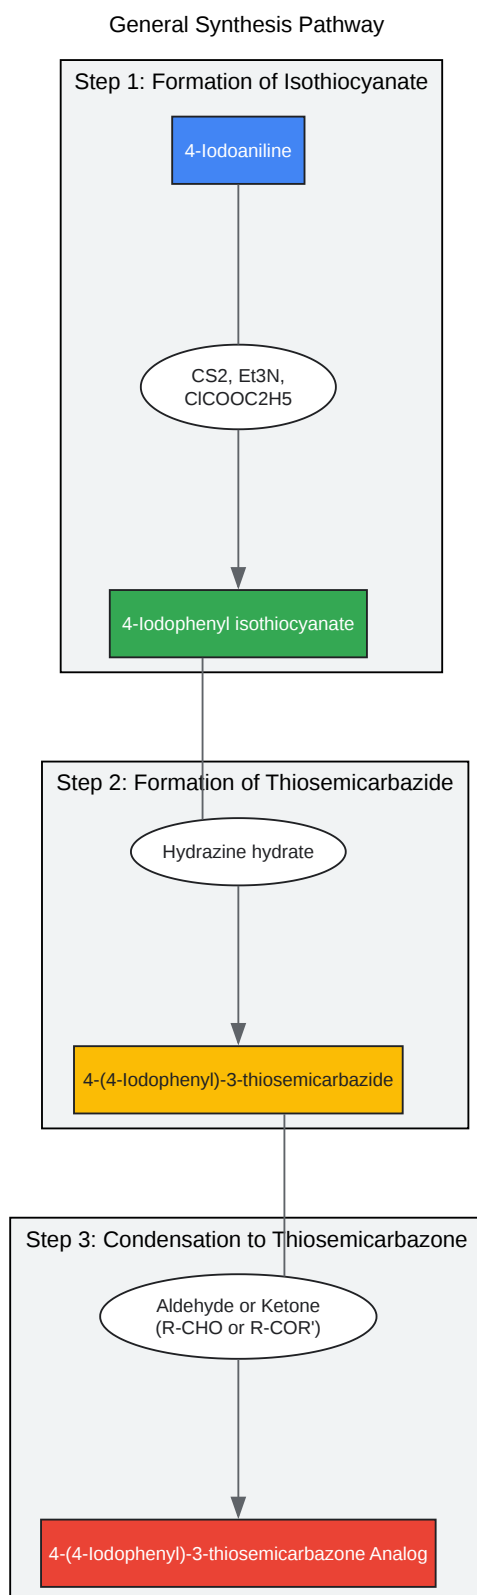 General Synthesis Pathway
Step 1: Formation of Isothiocyanate
4-Iodoaniline
CS2, Et3N,
ClCOOC2H5
4-Iodophenyl isothiocyanate
Step 2: Formation of Thiosemicarbazide
Hydrazine hydrate
4-(4-Iodophenyl)-3-thiosemicarbazide
Step 3: Condensation to Thiosemicarbazone
Aldehyde or Ketone
(R-CHO or R-COR')
4-(4-Iodophenyl)-3-thiosemicarbazone Analog